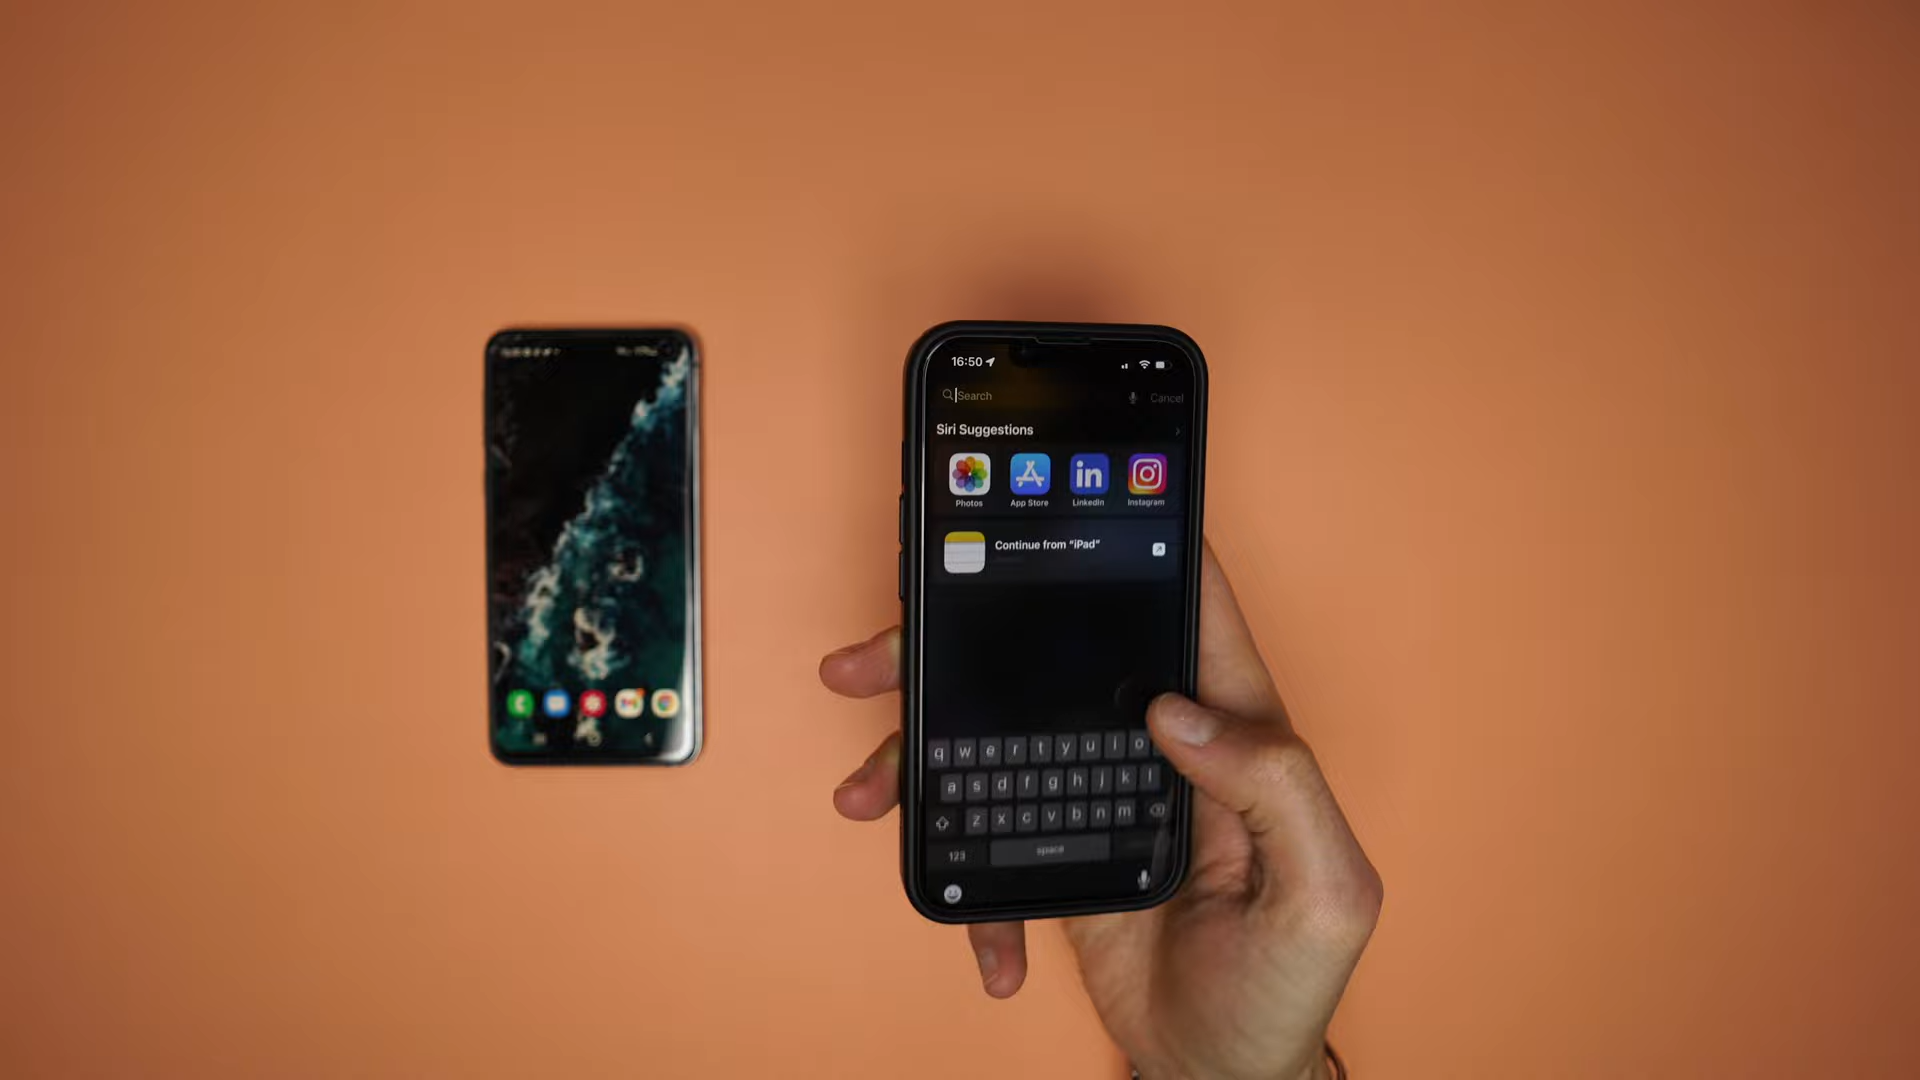 16:50
Search
Cancel
Siri Suggestions
Photos
App Store
LinkedIn
Instagram
Continue from “iPad”
q w e r t y u i o
a s d f g h j k l
z x c v b n m
123
space